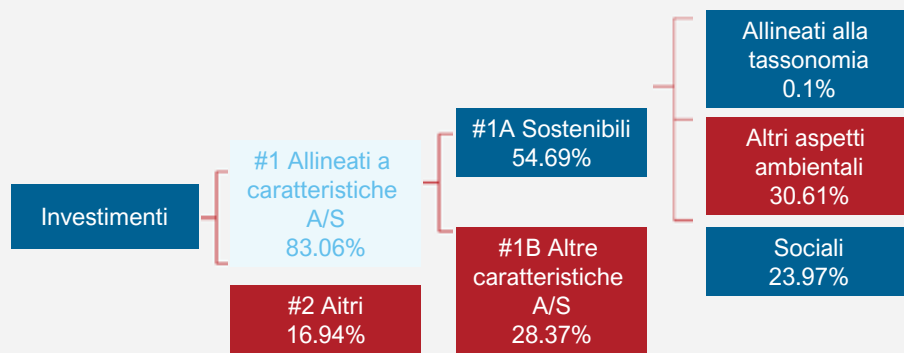 Investimenti
#1 Allineati a
caratteristiche
A/S
83.06%
#2 Aitri
16.94%
#1A Sostenibili
54.69%
#1B Altre
caratteristiche
A/S
28.37%
Allineati alla
tassonomia
0.1%
Altri aspetti
ambientali
30.61%
Sociali
23.97%